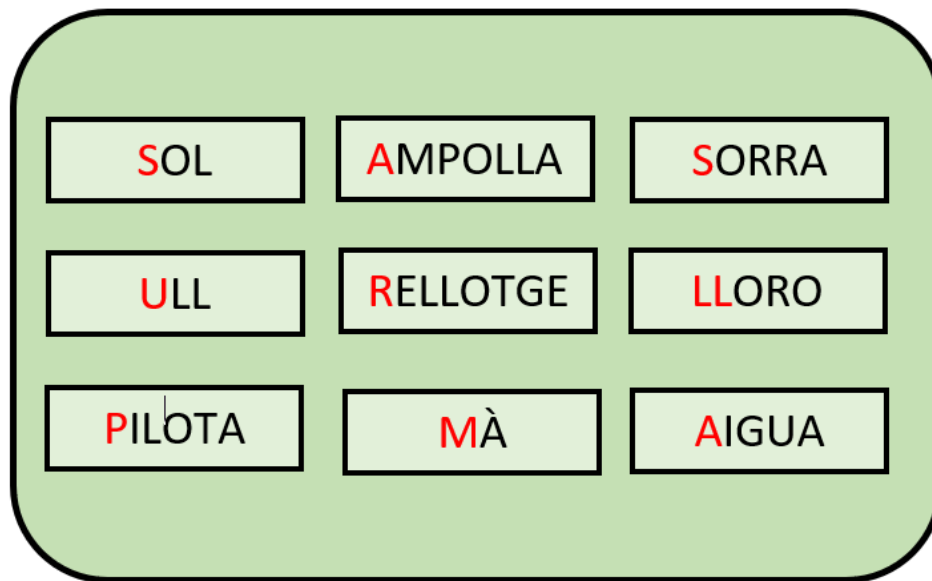 SOL AMPOLLA SORRA
ULL RELLOTGE LLORO
PILOTA MÀ AIGUA